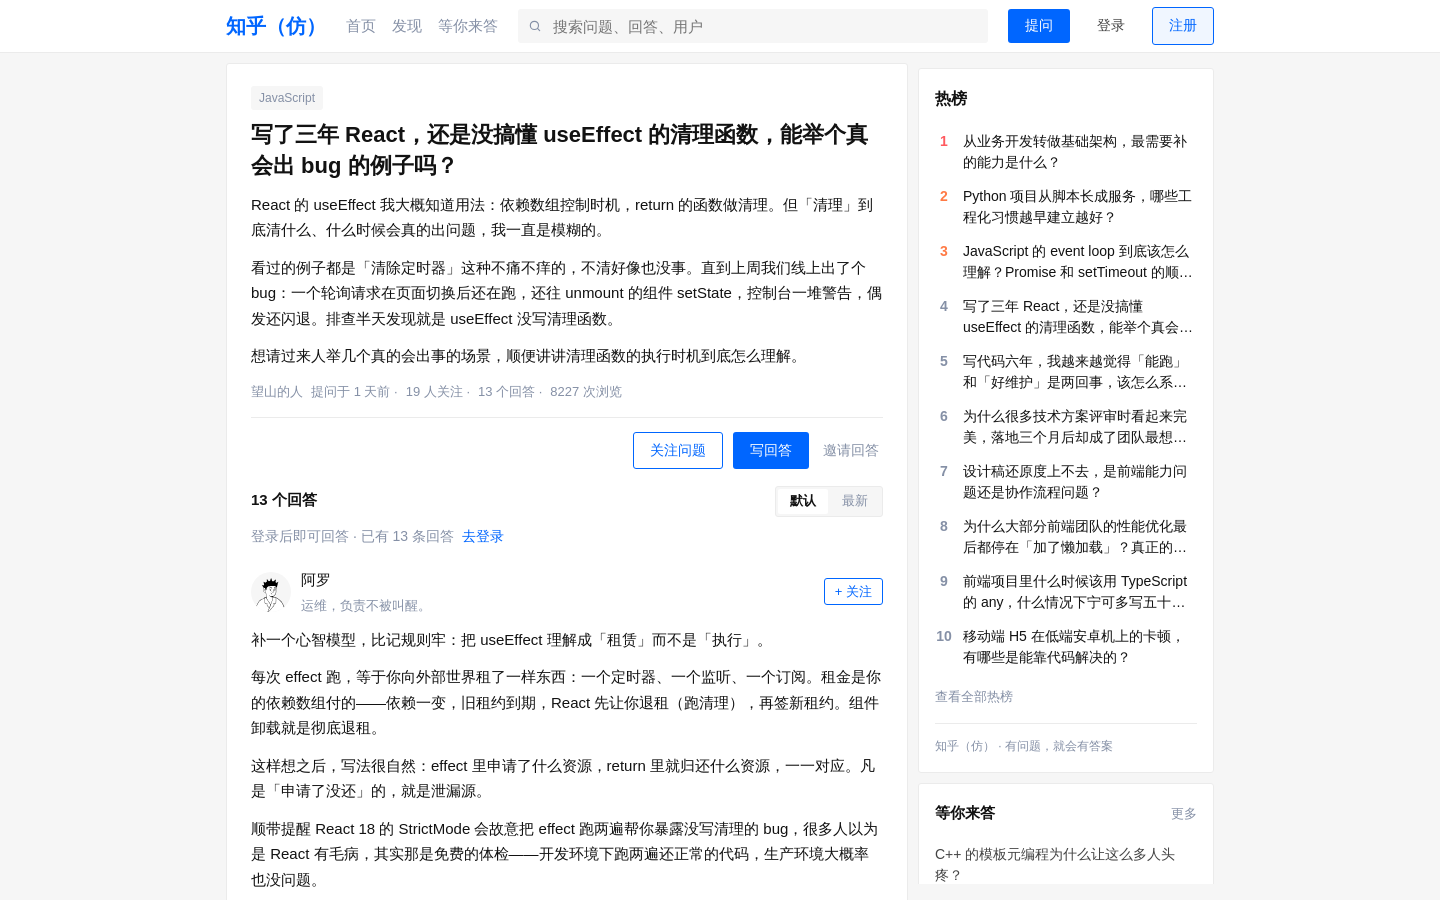 知乎（仿） 首页 发现 等你来答 搜索问题、回答、用户 提问 登录 注册
JavaScript
写了三年 React，还是没搞懂 useEffect 的清理函数，能举个真
会出 bug 的例子吗？
React 的 useEffect 我大概知道用法：依赖数组控制时机，return 的函数做清理。但「清理」到
底清什么、什么时候会真的出问题，我一直是模糊的。
看过的例子都是「清除定时器」这种不痛不痒的，不清好像也没事。直到上周我们线上出了个
bug：一个轮询请求在页面切换后还在跑，还往 unmount 的组件 setState，控制台一堆警告，偶
发还闪退。排查半天发现就是 useEffect 没写清理函数。
想请过来人举几个真的会出事的场景，顺便讲讲清理函数的执行时机到底怎么理解。
望山的人 提问于 1 天前 · 19 人关注 · 13 个回答 · 8227 次浏览
关注问题 写回答 邀请回答
13 个回答 默认 最新
登录后即可回答 · 已有 13 条回答 去登录
阿罗
运维，负责不被叫醒。
+ 关注
补一个心智模型，比记规则牢：把 useEffect 理解成「租赁」而不是「执行」。
每次 effect 跑，等于你向外部世界租了一样东西：一个定时器、一个监听、一个订阅。租金是你
的依赖数组付的——依赖一变，旧租约到期，React 先让你退租（跑清理），再签新租约。组件
卸载就是彻底退租。
这样想之后，写法很自然：effect 里申请了什么资源，return 里就归还什么资源，一一对应。凡
是「申请了没还」的，就是泄漏源。
顺带提醒 React 18 的 StrictMode 会故意把 effect 跑两遍帮你暴露没写清理的 bug，很多人以为
是 React 有毛病，其实那是免费的体检——开发环境下跑两遍还正常的代码，生产环境大概率
也没问题。
热榜
1 从业务开发转做基础架构，最需要补
的能力是什么？
2 Python 项目从脚本长成服务，哪些工
程化习惯越早建立越好？
3 JavaScript 的 event loop 到底该怎么
理解？Promise 和 setTimeout 的顺…
4 写了三年 React，还是没搞懂
useEffect 的清理函数，能举个真会…
5 写代码六年，我越来越觉得「能跑」
和「好维护」是两回事，该怎么系…
6 为什么很多技术方案评审时看起来完
美，落地三个月后却成了团队最想…
7 设计稿还原度上不去，是前端能力问
题还是协作流程问题？
8 为什么大部分前端团队的性能优化最
后都停在「加了懒加载」？真正的…
9 前端项目里什么时候该用 TypeScript
的 any，什么情况下宁可多写五十…
10 移动端 H5 在低端安卓机上的卡顿，
有哪些是能靠代码解决的？
查看全部热榜
知乎（仿） · 有问题，就会有答案
等你来答 更多
C++ 的模板元编程为什么让这么多人头
疼？